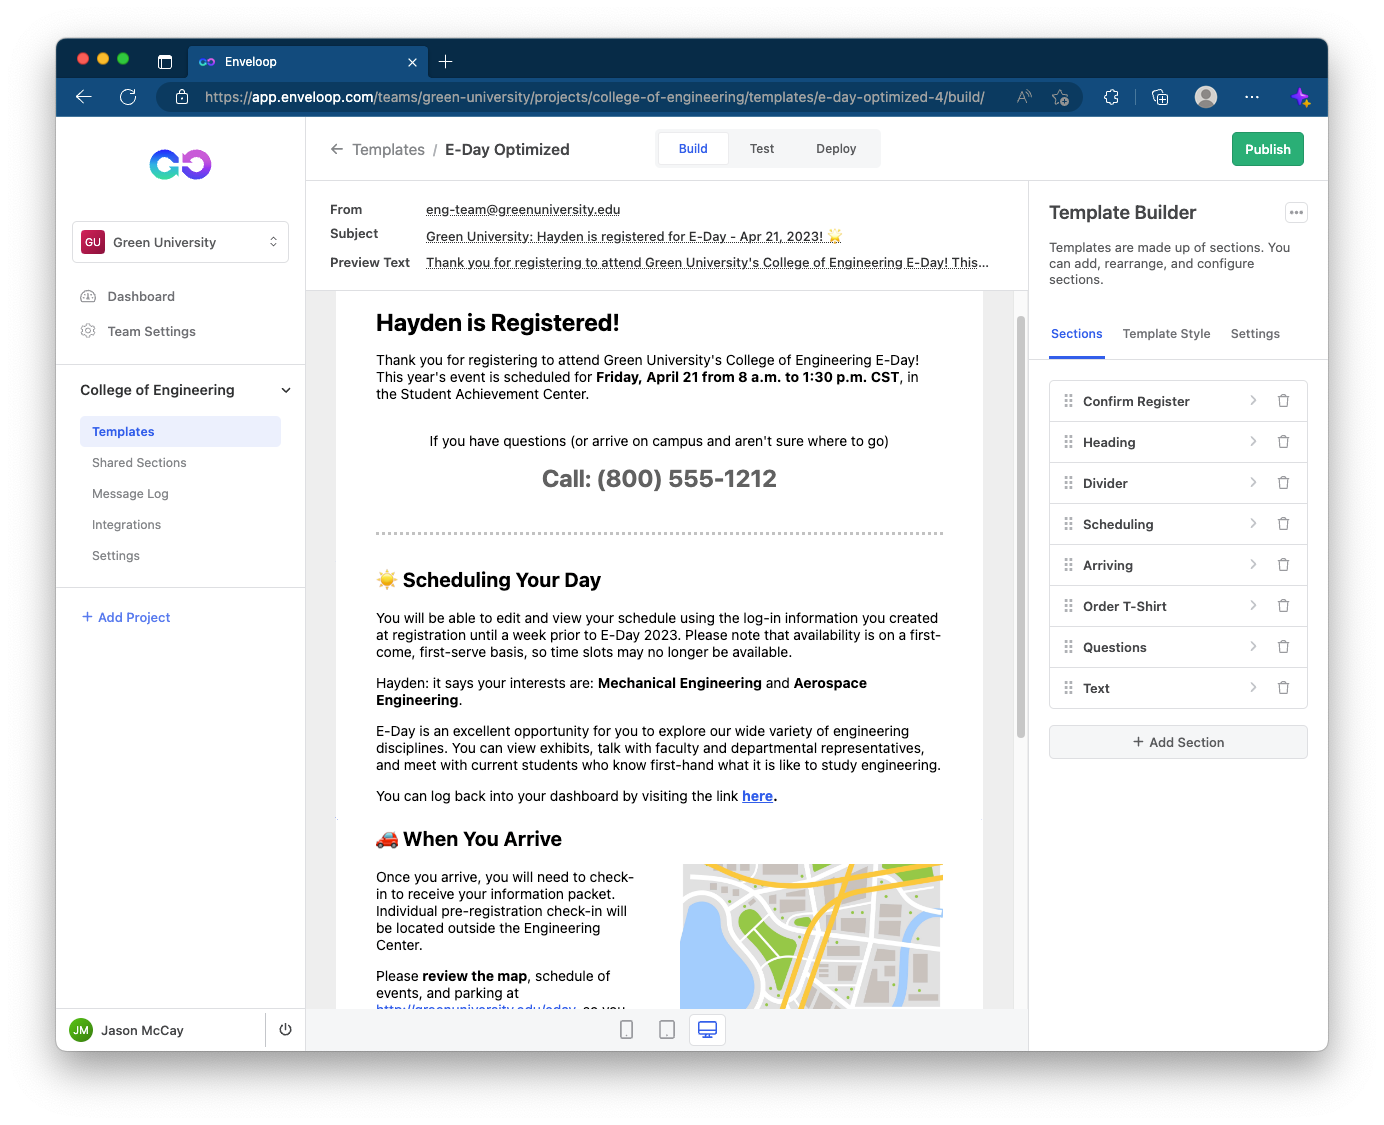 Enveloop
https://app.enveloop.com/teams/green-university/projects/college-of-engineering/templates/e-day-optimized-4/build/
GU Green University
Dashboard
Team Settings
College of Engineering
Templates
Shared Sections
Message Log
Integrations
Settings
+ Add Project
JM Jason McCay
← Templates / E-Day Optimized
Build Test Deploy
Publish
From eng-team@greenuniversity.edu
Subject Green University: Hayden is registered for E-Day - Apr 21, 2023! 🌟
Preview Text Thank you for registering to attend Green University's College of Engineering E-Day! This...
Hayden is Registered!
Thank you for registering to attend Green University's College of Engineering E-Day!
This year's event is scheduled for Friday, April 21 from 8 a.m. to 1:30 p.m. CST, in
the Student Achievement Center.
If you have questions (or arrive on campus and aren't sure where to go)
Call: (800) 555-1212
☀️ Scheduling Your Day
You will be able to edit and view your schedule using the log-in information you created
at registration until a week prior to E-Day 2023. Please note that availability is on a first-
come, first-serve basis, so time slots may no longer be available.
Hayden: it says your interests are: Mechanical Engineering and Aerospace
Engineering.
E-Day is an excellent opportunity for you to explore our wide variety of engineering
disciplines. You can view exhibits, talk with faculty and departmental representatives,
and meet with current students who know first-hand what it is like to study engineering.
You can log back into your dashboard by visiting the link here.
🚗 When You Arrive
Once you arrive, you will need to check-
in to receive your information packet.
Individual pre-registration check-in will
be located outside the Engineering
Center.
Please review the map, schedule of
events, and parking at
http://greenuniversity.edu/eday, so you
Template Builder
Templates are made up of sections. You
can add, rearrange, and configure
sections.
Sections Template Style Settings
Confirm Register
Heading
Divider
Scheduling
Arriving
Order T-Shirt
Questions
Text
+ Add Section